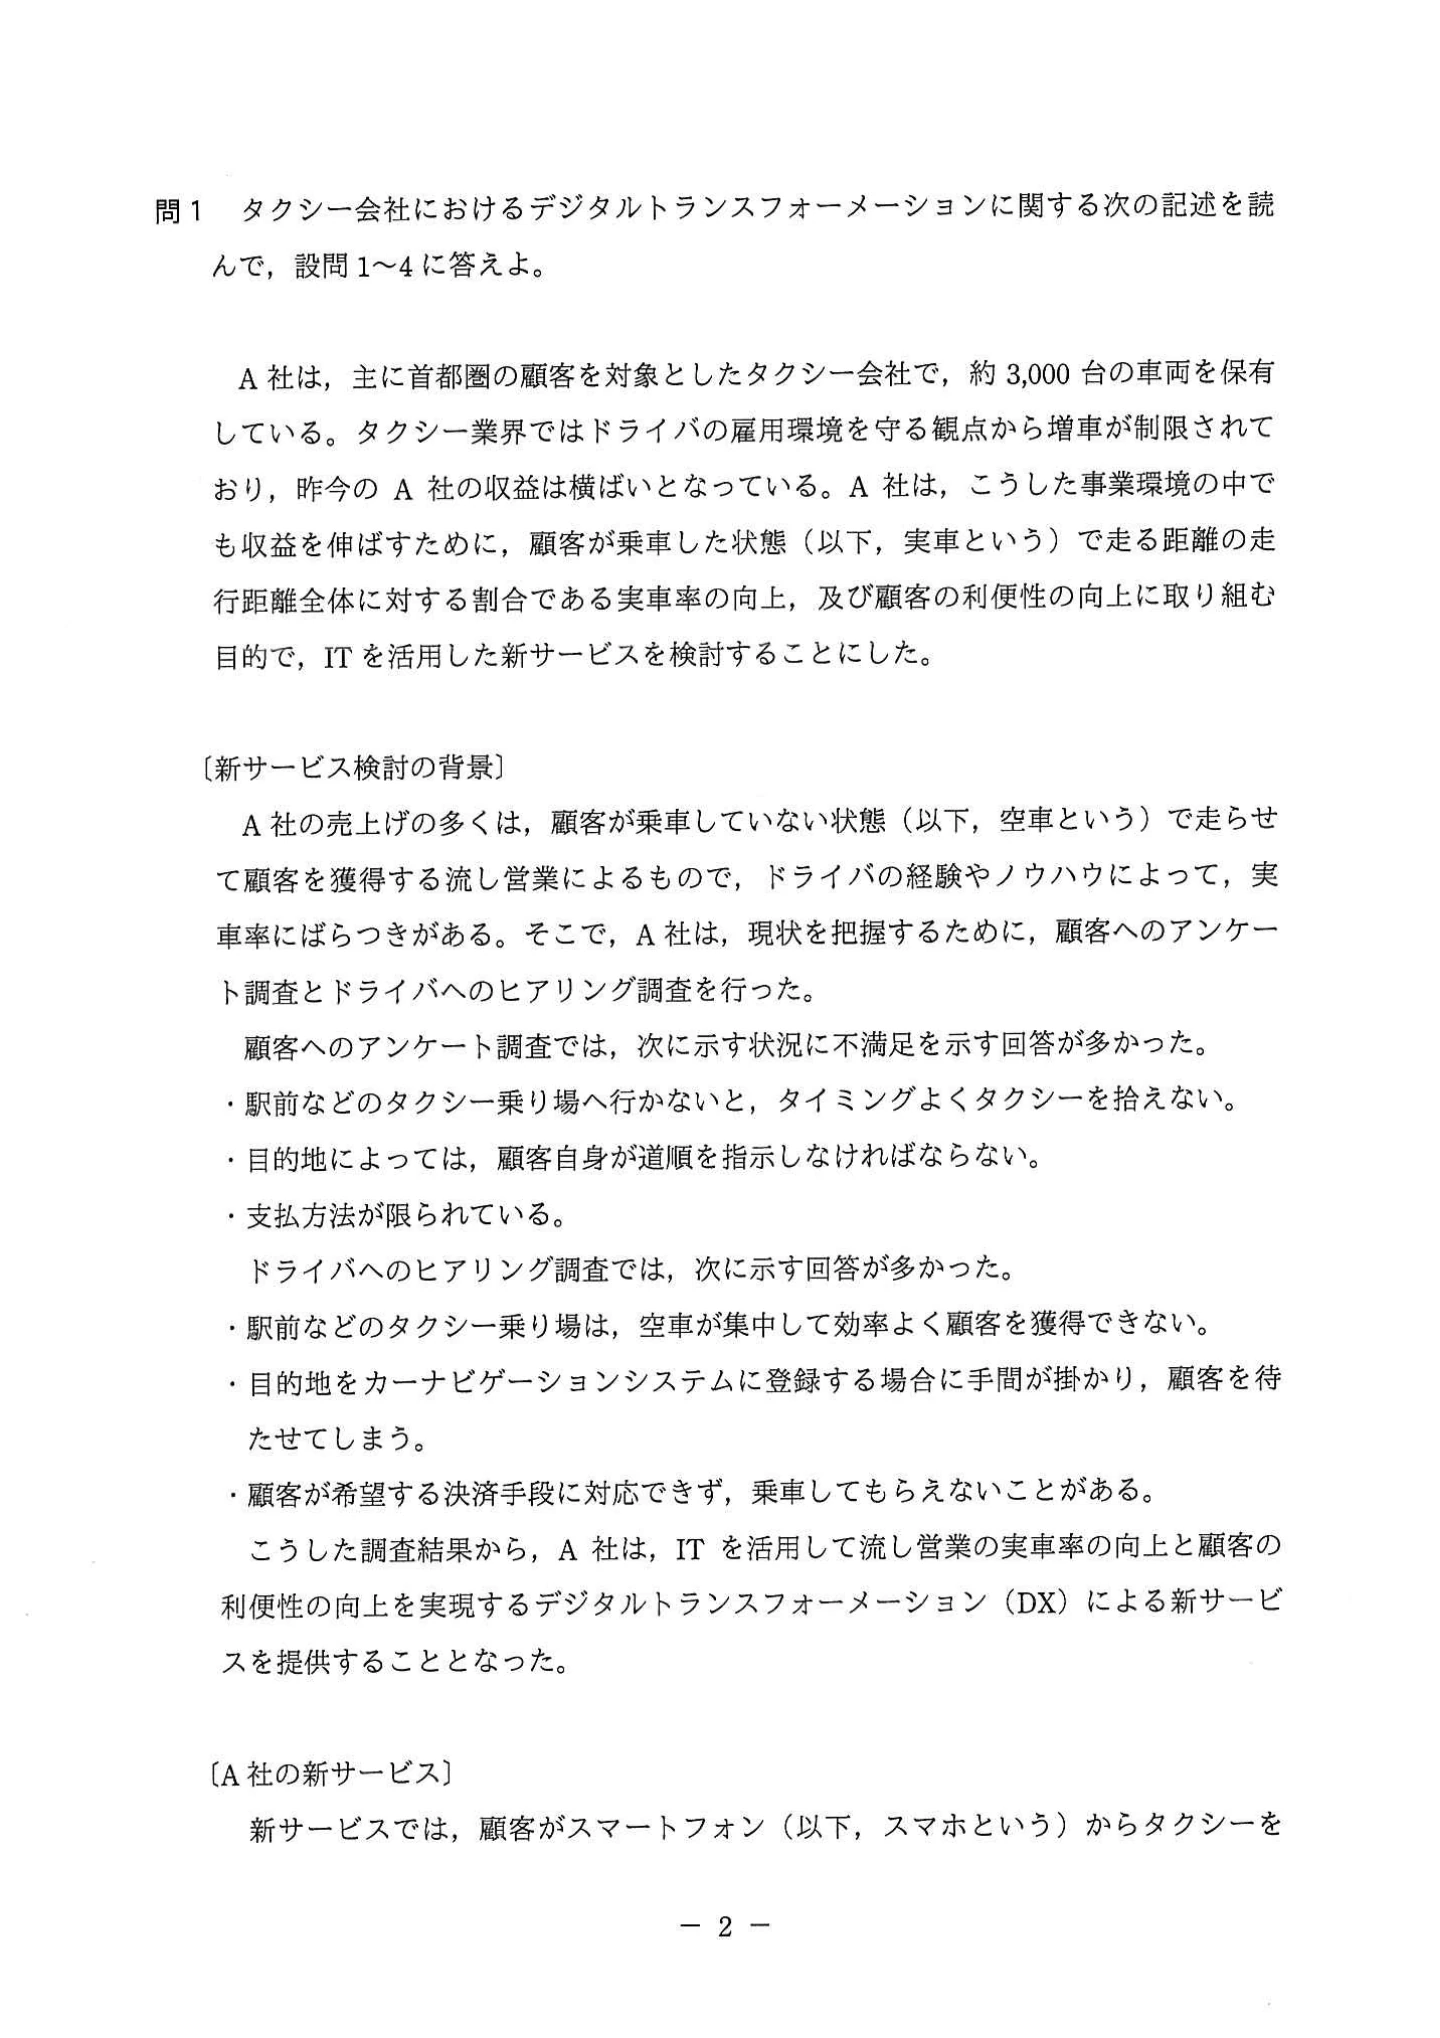 問1 タクシー会社におけるデジタルトランスフォーメーションに関する次の記述を読
んで，設問1～4に答えよ。
A社は，主に首都圏の顧客を対象としたタクシー会社で，約3,000台の車両を保有
している。タクシー業界ではドライバの雇用環境を守る観点から増車が制限されて
おり，昨今のA社の収益は横ばいとなっている。A社は，こうした事業環境の中で
も収益を伸ばすために，顧客が乗車した状態（以下，実車という）で走る距離の走
行距離全体に対する割合である実車率の向上，及び顧客の利便性の向上に取り組む
目的で，ITを活用した新サービスを検討することにした。
〔新サービス検討の背景〕
A社の売上げの多くは，顧客が乗車していない状態（以下，空車という）で走らせ
て顧客を獲得する流し営業によるもので，ドライバの経験やノウハウによって，実
車率にばらつきがある。そこで，A社は，現状を把握するために，顧客へのアンケー
ト調査とドライバへのヒアリング調査を行った。
顧客へのアンケート調査では，次に示す状況に不満足を示す回答が多かった。
・駅前などのタクシー乗り場へ行かないと，タイミングよくタクシーを拾えない。
・目的地によっては，顧客自身が道順を指示しなければならない。
・支払方法が限られている。
ドライバへのヒアリング調査では，次に示す回答が多かった。
・駅前などのタクシー乗り場は，空車が集中して効率よく顧客を獲得できない。
・目的地をカーナビゲーションシステムに登録する場合に手間が掛かり，顧客を待
たせてしまう。
・顧客が希望する決済手段に対応できず，乗車してもらえないことがある。
こうした調査結果から，A社は，ITを活用して流し営業の実車率の向上と顧客の
利便性の向上を実現するデジタルトランスフォーメーション（DX）による新サービ
スを提供することとなった。
〔A社の新サービス〕
新サービスでは，顧客がスマートフォン（以下，スマホという）からタクシーを
－ 2 －